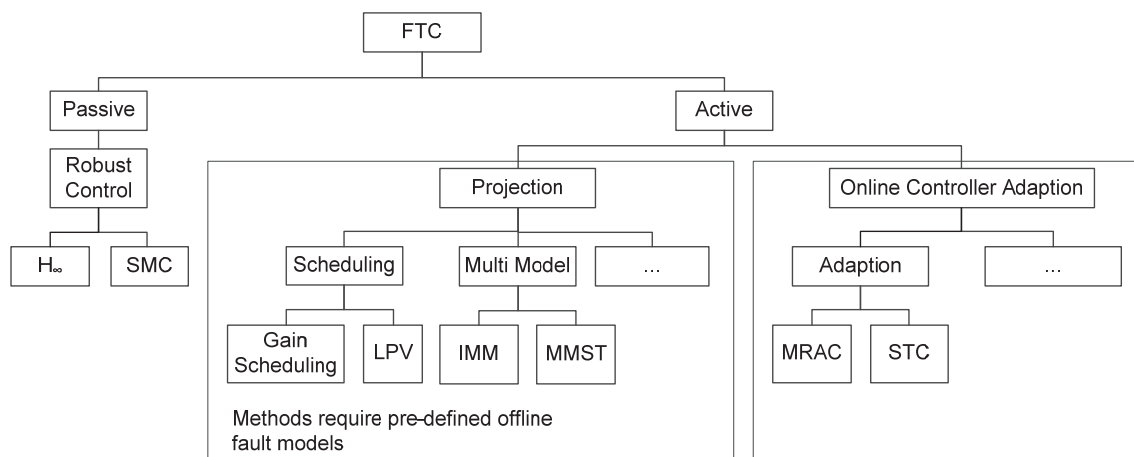 FTC
Passive
Active
Robust
Control
Projection
Online Controller Adaption
H∞
SMC
Scheduling
Multi Model
...
Adaption
...
Gain
Scheduling
LPV
IMM
MMST
MRAC
STC
Methods require pre-defined offline
fault models